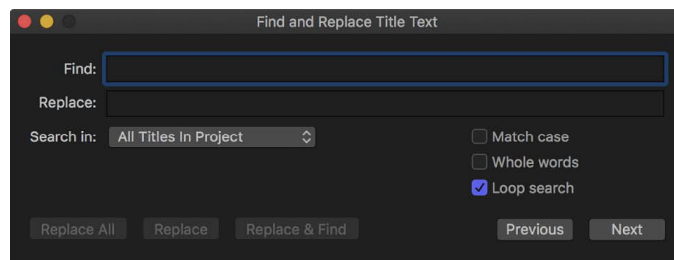 Find and Replace Title Text
Find:
Replace:
Search in: All Titles In Project
Match case
Whole words
Loop search
Replace All Replace Replace & Find Previous Next